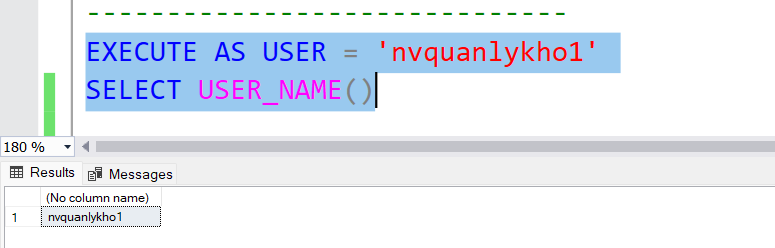 ------------------------------
EXECUTE AS USER = 'nvquanlykho1'
SELECT USER_NAME()
180 %
Results Messages
(No column name)
1 nvquanlykho1